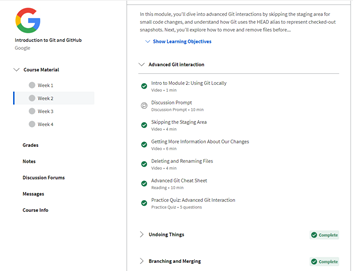 Introduction to Git and GitHub
Google
Course Material
Week 1
Week 2
Week 3
Week 4
Grades
Notes
Discussion Forums
Messages
Course Info
In this module, you'll dive into advanced Git interactions by skipping the staging area for
small code changes, and understand how Git uses the HEAD alias to represent checked-out
snapshots. Next, you'll explore how to move and remove files before...
Show Learning Objectives
Advanced Git interaction
Intro to Module 2: Using Git Locally
Video • 1 min
Discussion Prompt
Discussion Prompt • 10 min
Skipping the Staging Area
Video • 4 min
Getting More Information About Our Changes
Video • 6 min
Deleting and Renaming Files
Video • 4 min
Advanced Git Cheat Sheet
Reading • 10 min
Practice Quiz: Advanced Git Interaction
Practice Quiz • 5 questions
Undoing Things
Complete
Branching and Merging
Complete